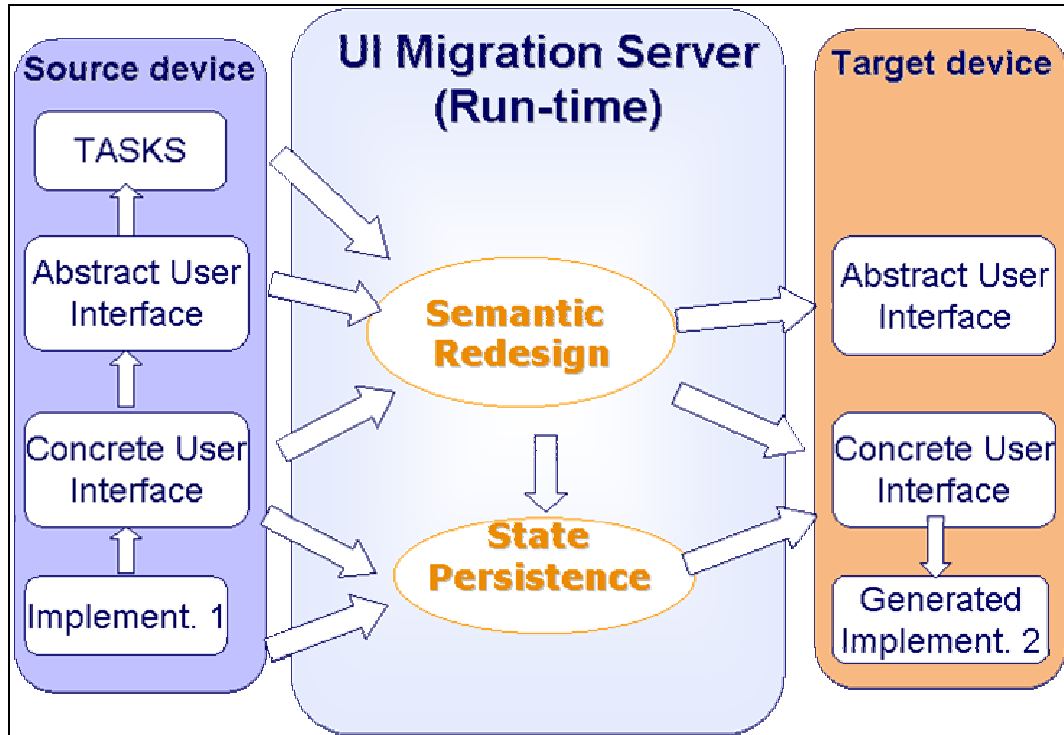 Source device
TASKS
Abstract User
Interface
Concrete User
Interface
Implement. 1
UI Migration Server
(Run-time)
Semantic
Redesign
State
Persistence
Target device
Abstract User
Interface
Concrete User
Interface
Generated
Implement. 2